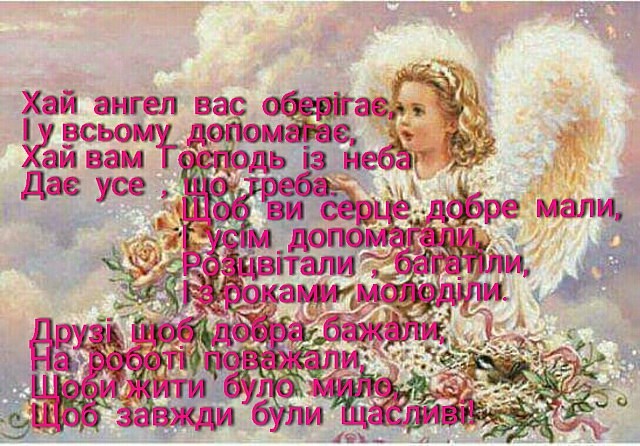 Хай ангел вас оберігає,
І у всьому допомагає,
Хай вам Господь із неба
Дає усе , що треба.
Щоб ви серце добре мали,
І усім допомагали,
Розцвітали , багатіли,
І з роками молоділи.
Друзі щоб добра бажали,
На роботі поважали,
Щоби жити було мило,
Щоб завжди були щасливі!